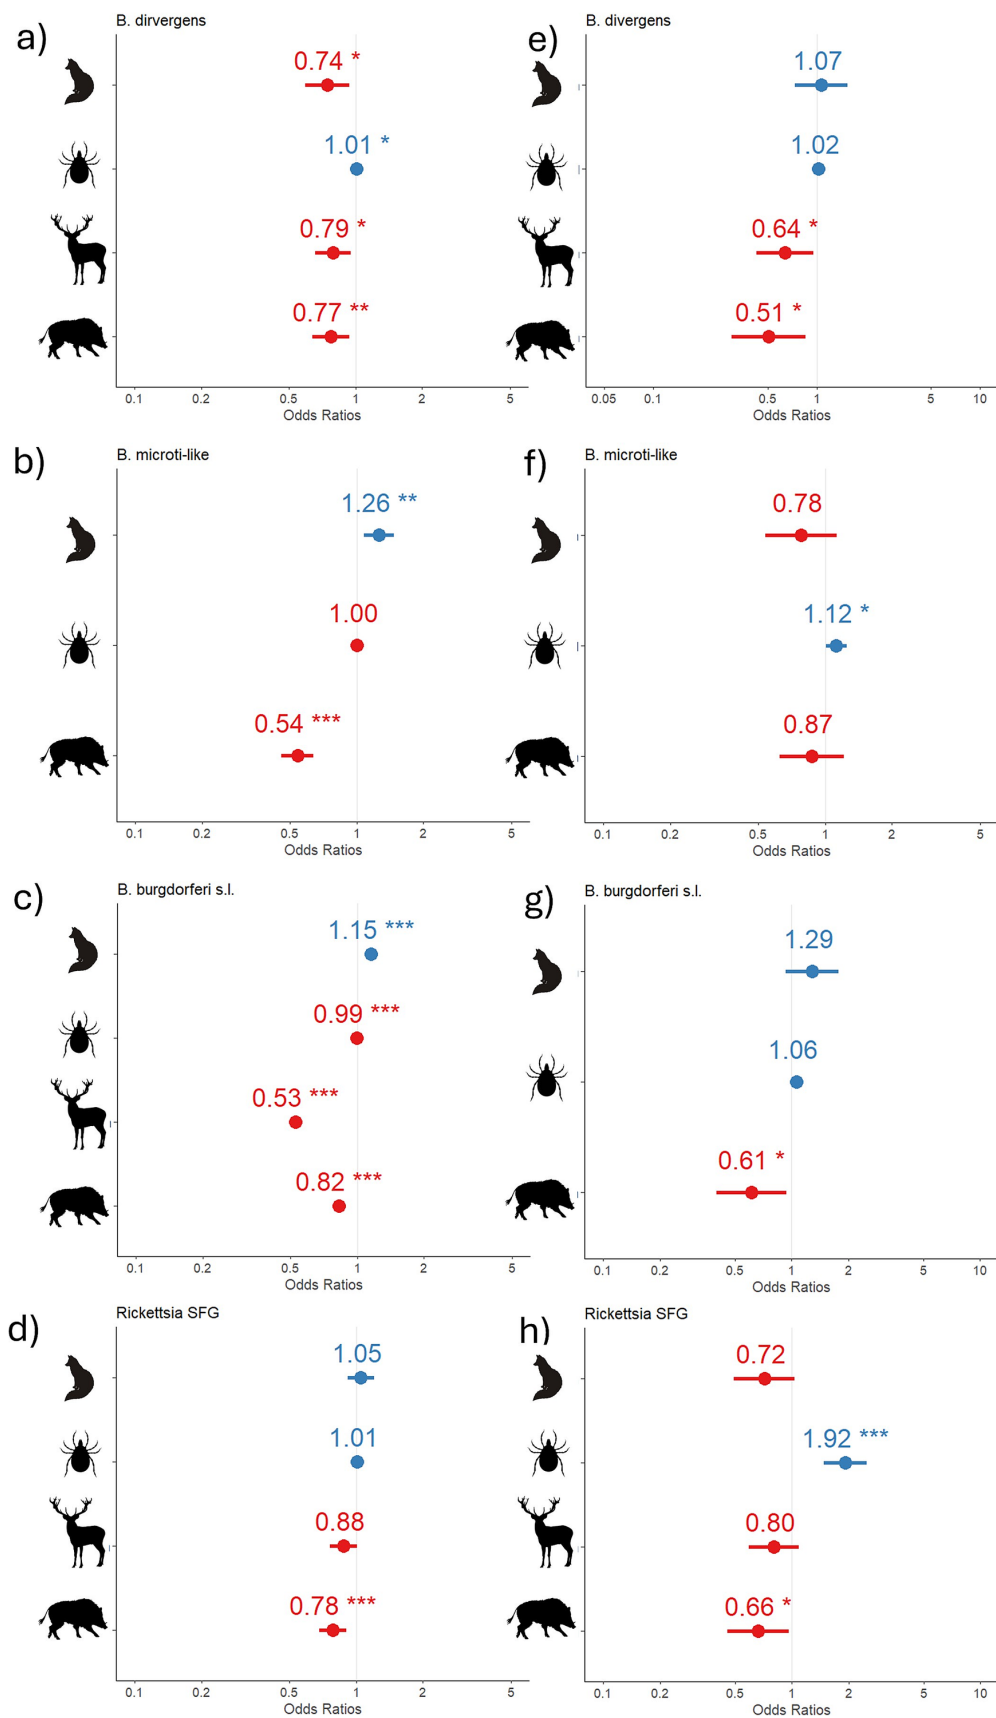 a)
B. dirvergens
0.74 *
1.01 *
0.79 *
0.77 **
0.1 0.2 0.5 1 2 5
Odds Ratios
e)
B. divergens
1.07
1.02
0.64 *
0.51 *
0.05 0.1 0.5 1 5 10
Odds Ratios
b)
B. microti-like
1.26 **
1.00
0.54 ***
0.1 0.2 0.5 1 2 5
Odds Ratios
f)
B. microti-like
0.78
1.12 *
0.87
0.1 0.2 0.5 1 2 5
Odds Ratios
c)
B. burgdorferi s.l.
1.15 ***
0.99 ***
0.53 ***
0.82 ***
0.1 0.2 0.5 1 2 5
Odds Ratios
g)
B. burgdorferi s.l.
1.29
1.06
0.61 *
0.1 0.2 0.5 1 2 5 10
Odds Ratios
d)
Rickettsia SFG
1.05
1.01
0.88
0.78 ***
0.1 0.2 0.5 1 2 5
Odds Ratios
h)
Rickettsia SFG
0.72
1.92 ***
0.80
0.66 *
0.1 0.2 0.5 1 2 5 10
Odds Ratios